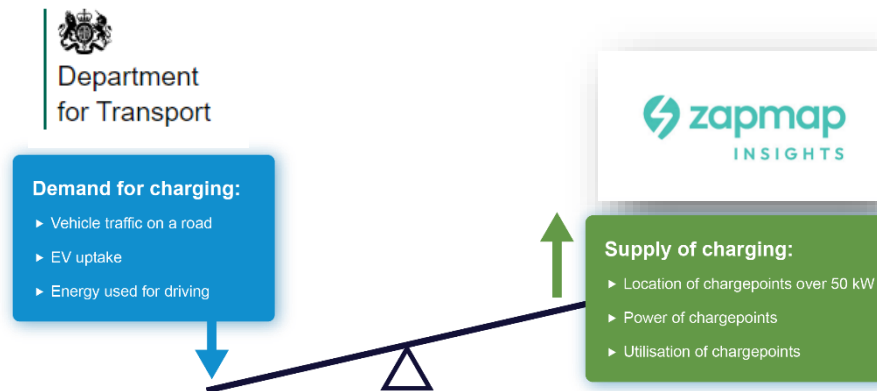 Department
for Transport
zapmap
INSIGHTS
Demand for charging:
Vehicle traffic on a road
EV uptake
Energy used for driving
Supply of charging:
Location of chargepoints over 50 kW
Power of chargepoints
Utilisation of chargepoints